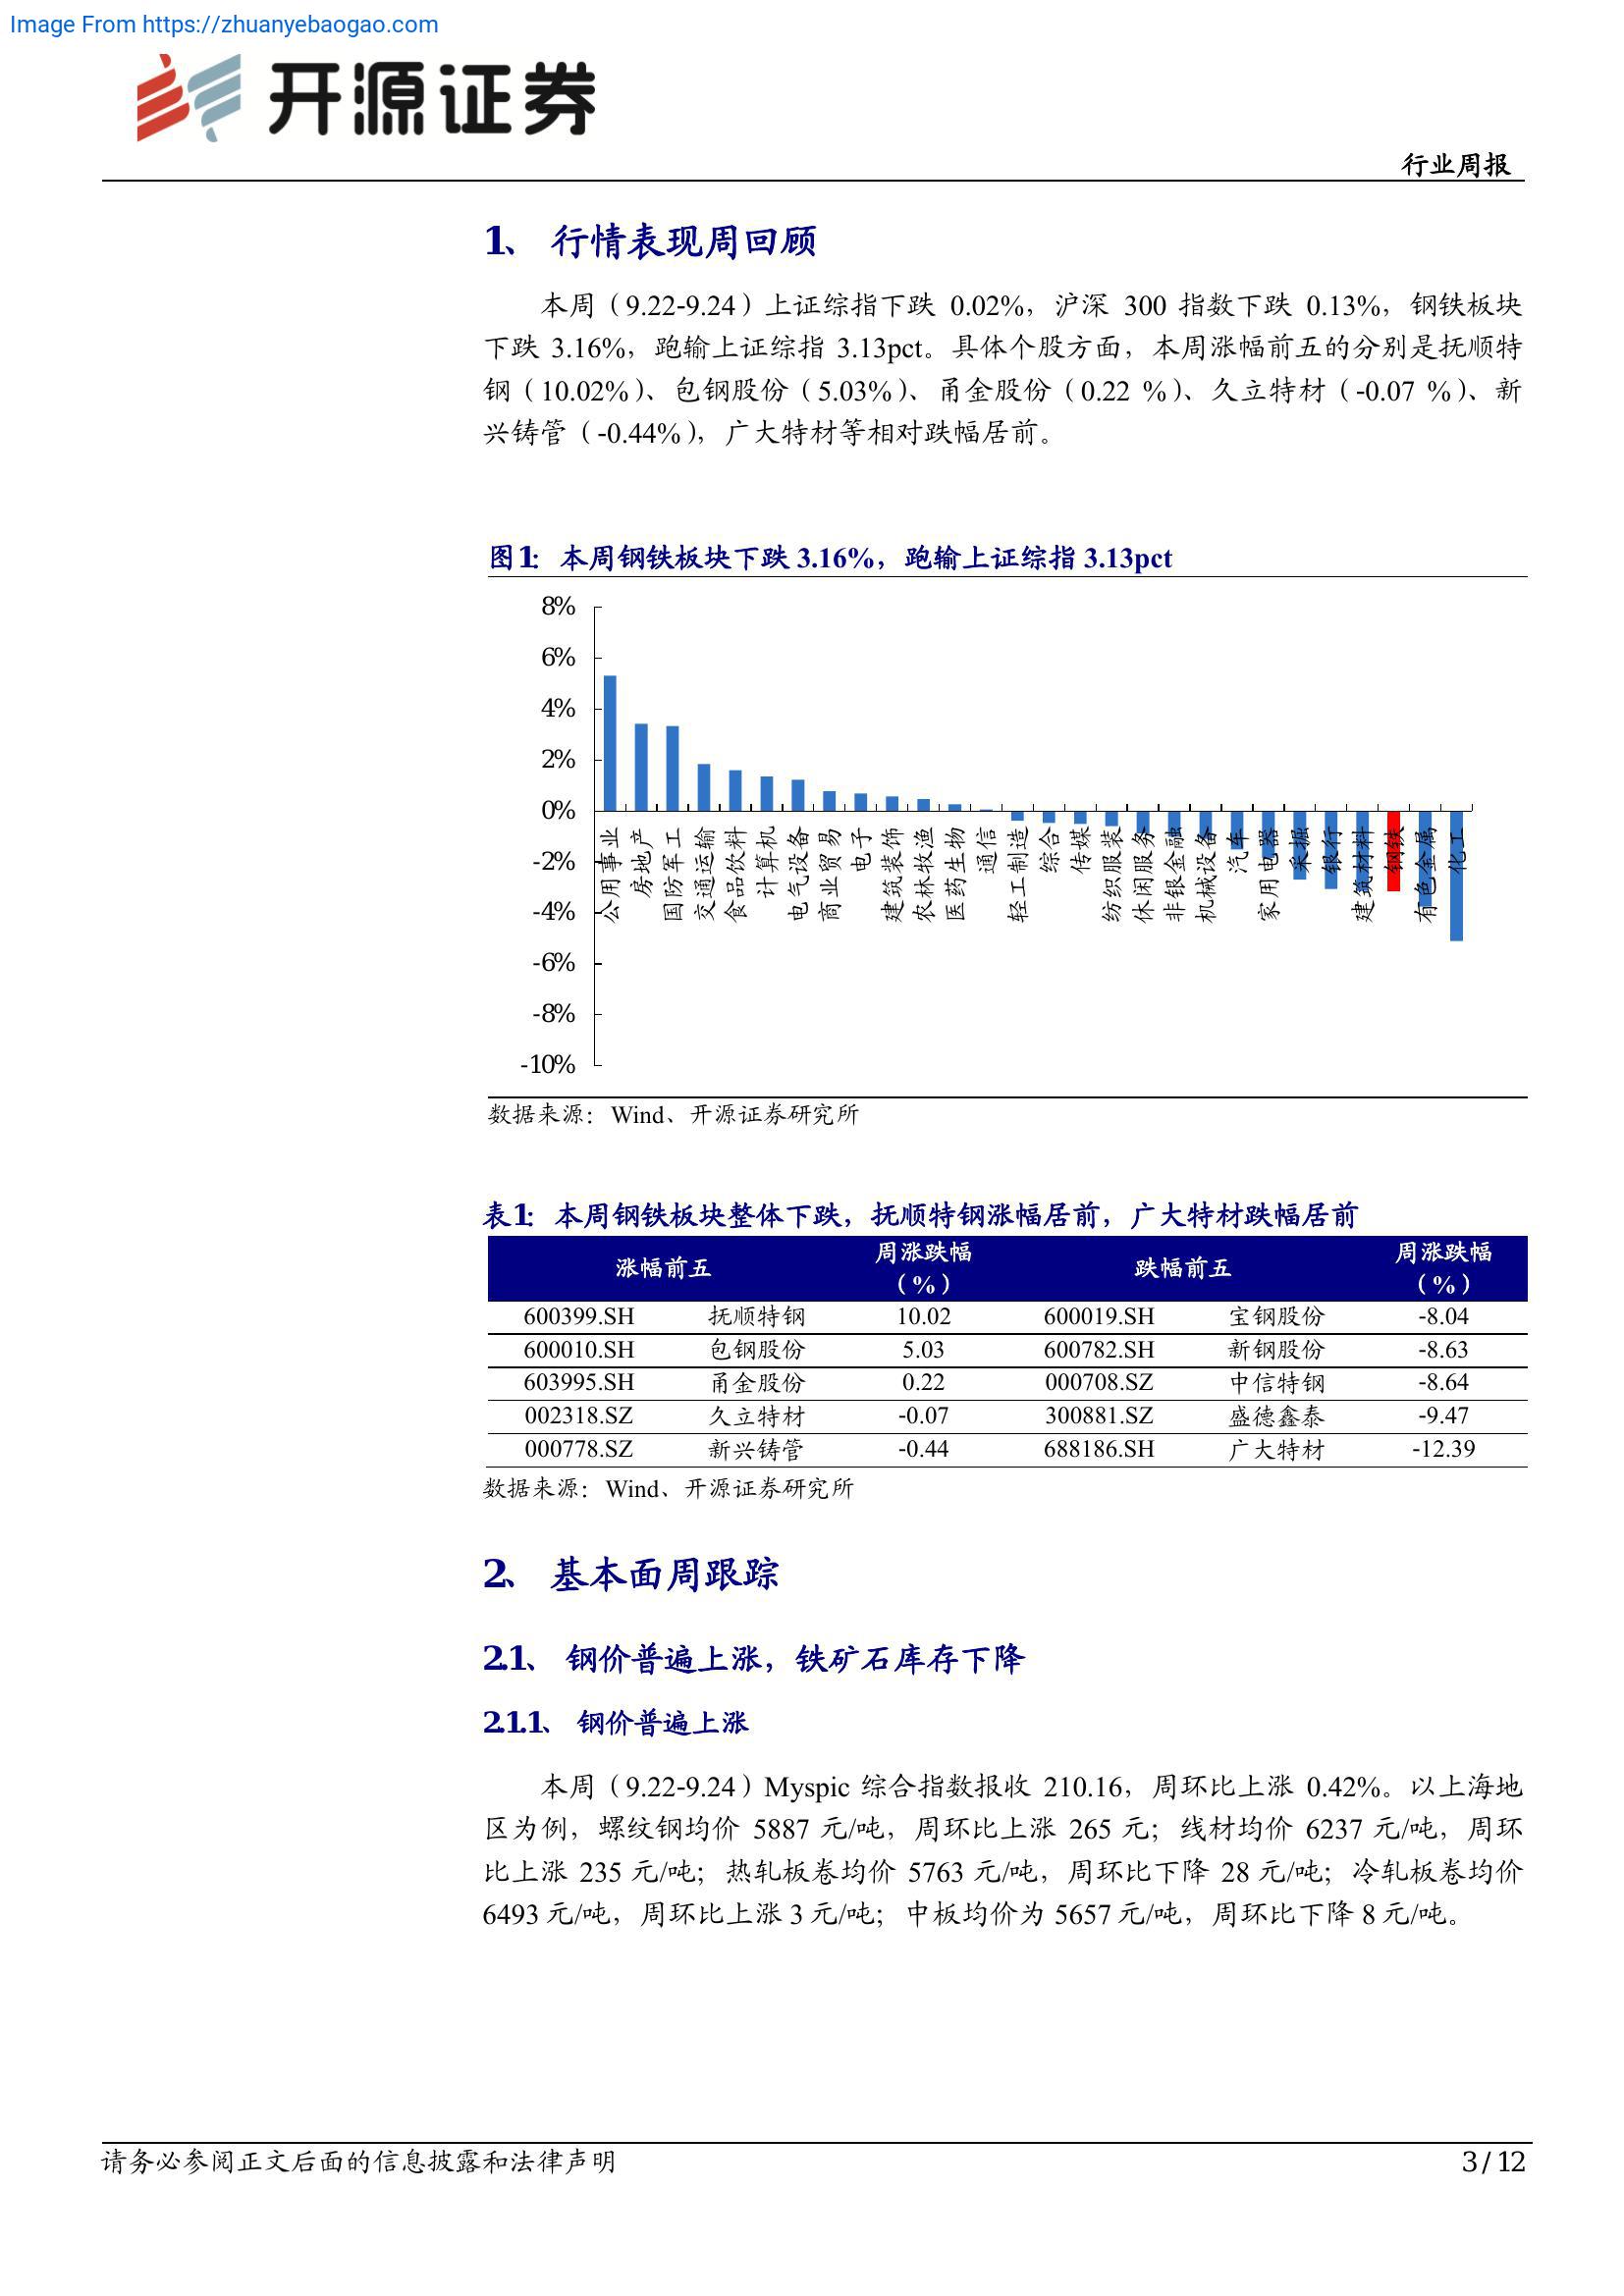 Image From https://zhuanyebaogao.com
开源证券
行业周报
1、 行情表现周回顾
本周（9.22-9.24）上证综指下跌 0.02%，沪深 300 指数下跌 0.13%，钢铁板块
下跌 3.16%，跑输上证综指 3.13pct。具体个股方面，本周涨幅前五的分别是抚顺特
钢（10.02%）、包钢股份（5.03%）、甬金股份（0.22 %）、久立特材（-0.07 %）、新
兴铸管（-0.44%），广大特材等相对跌幅居前。
图1： 本周钢铁板块下跌 3.16%，跑输上证综指 3.13pct
8%
6%
4%
2%
0%
-2%
-4%
-6%
-8%
-10%
公用事业
房地产
国防军工
交通运输
食品饮料
计算机
电气设备
商业贸易
电子
建筑装饰
农林牧渔
医药生物
通信
轻工制造
综合
传媒
纺织服装
休闲服务
非银金融
机械设备
汽车
家用电器
采掘
银行
建筑材料
钢铁
有色金属
化工
数据来源：Wind、开源证券研究所
表1： 本周钢铁板块整体下跌，抚顺特钢涨幅居前，广大特材跌幅居前
涨幅前五 周涨跌幅（%） 跌幅前五 周涨跌幅（%）
600399.SH 抚顺特钢 10.02 600019.SH 宝钢股份 -8.04
600010.SH 包钢股份 5.03 600782.SH 新钢股份 -8.63
603995.SH 甬金股份 0.22 000708.SZ 中信特钢 -8.64
002318.SZ 久立特材 -0.07 300881.SZ 盛德鑫泰 -9.47
000778.SZ 新兴铸管 -0.44 688186.SH 广大特材 -12.39
数据来源：Wind、开源证券研究所
2、 基本面周跟踪
2.1、 钢价普遍上涨，铁矿石库存下降
2.1.1、 钢价普遍上涨
本周（9.22-9.24）Myspic 综合指数报收 210.16，周环比上涨 0.42%。以上海地
区为例，螺纹钢均价 5887 元/吨，周环比上涨 265 元；线材均价 6237 元/吨，周环
比上涨 235 元/吨；热轧板卷均价 5763 元/吨，周环比下降 28 元/吨；冷轧板卷均价
6493 元/吨，周环比上涨 3 元/吨；中板均价为 5657 元/吨，周环比下降 8 元/吨。
请务必参阅正文后面的信息披露和法律声明
3 / 12